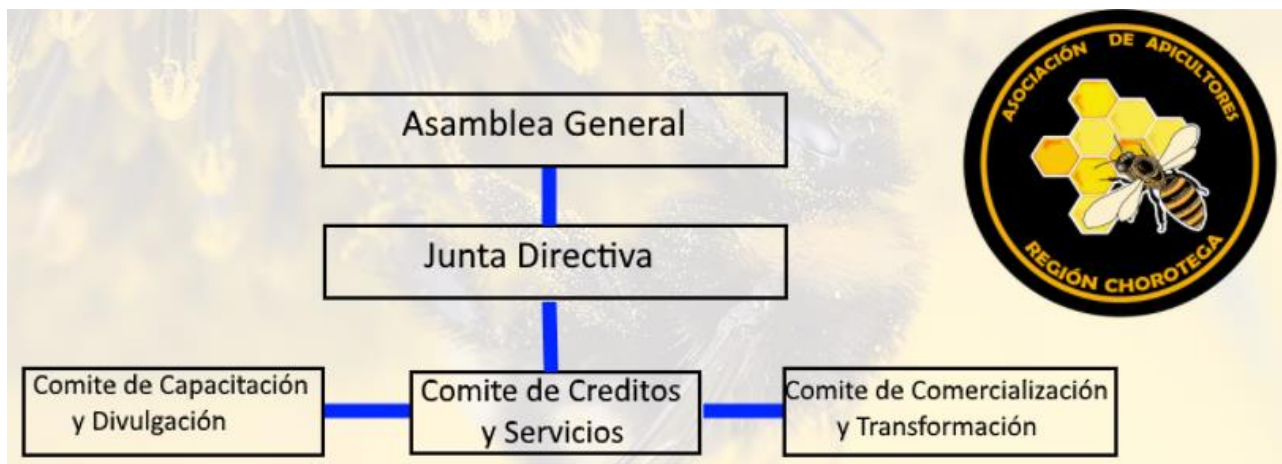 ASOCIACIÓN DE APICULTORES
REGIÓN CHOROTEGA
Asamblea General
Junta Directiva
Comite de Capacitación
y Divulgación
Comite de Creditos
y Servicios
Comite de Comercialización
y Transformación